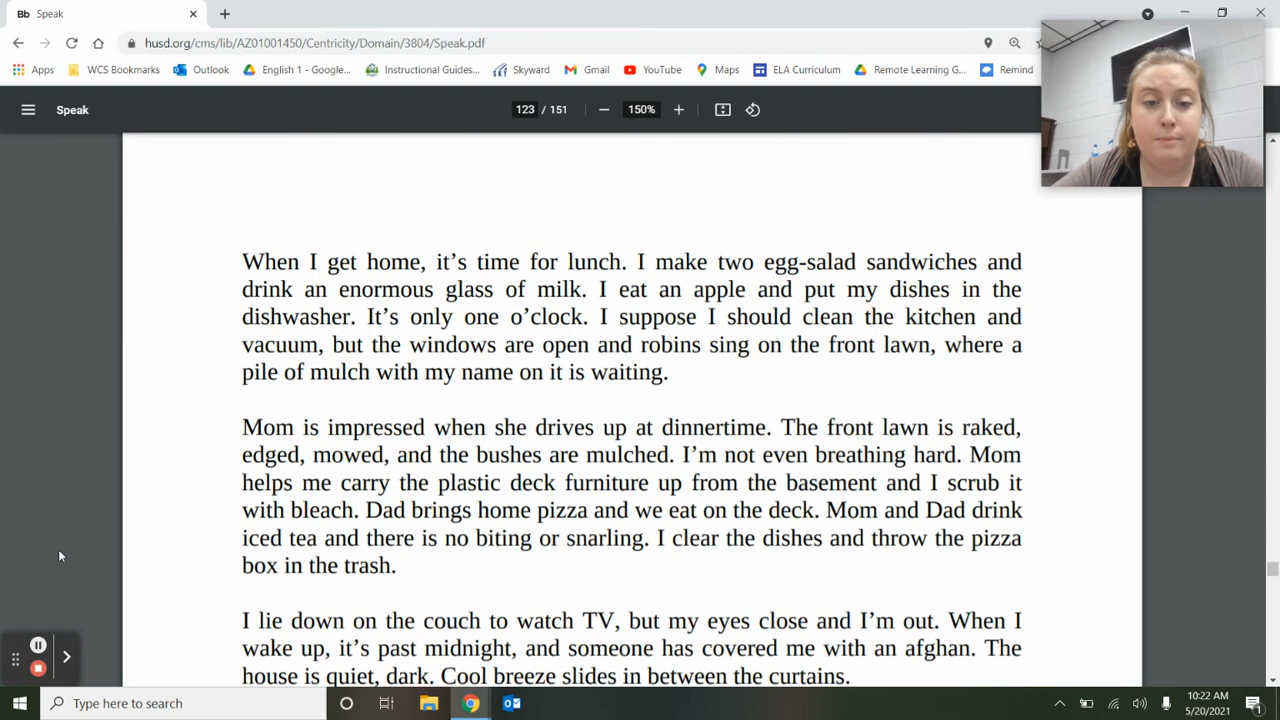 Bb Speak
husd.org/cms/lib/AZ01001450/Centricity/Domain/3804/Speak.pdf
Apps WCS Bookmarks Outlook English 1 - Google... Instructional Guides... Skyward Gmail YouTube Maps ELA Curriculum Remote Learning G... Remind
Speak 123 / 151 150%
When I get home, it’s time for lunch. I make two egg-salad sandwiches and
drink an enormous glass of milk. I eat an apple and put my dishes in the
dishwasher. It’s only one o’clock. I suppose I should clean the kitchen and
vacuum, but the windows are open and robins sing on the front lawn, where a
pile of mulch with my name on it is waiting.
Mom is impressed when she drives up at dinnertime. The front lawn is raked,
edged, mowed, and the bushes are mulched. I’m not even breathing hard. Mom
helps me carry the plastic deck furniture up from the basement and I scrub it
with bleach. Dad brings home pizza and we eat on the deck. Mom and Dad drink
iced tea and there is no biting or snarling. I clear the dishes and throw the pizza
box in the trash.
I lie down on the couch to watch TV, but my eyes close and I’m out. When I
wake up, it’s past midnight, and someone has covered me with an afghan. The
house is quiet, dark. Cool breeze slides in between the curtains.
Type here to search
10:22 AM
5/20/2021